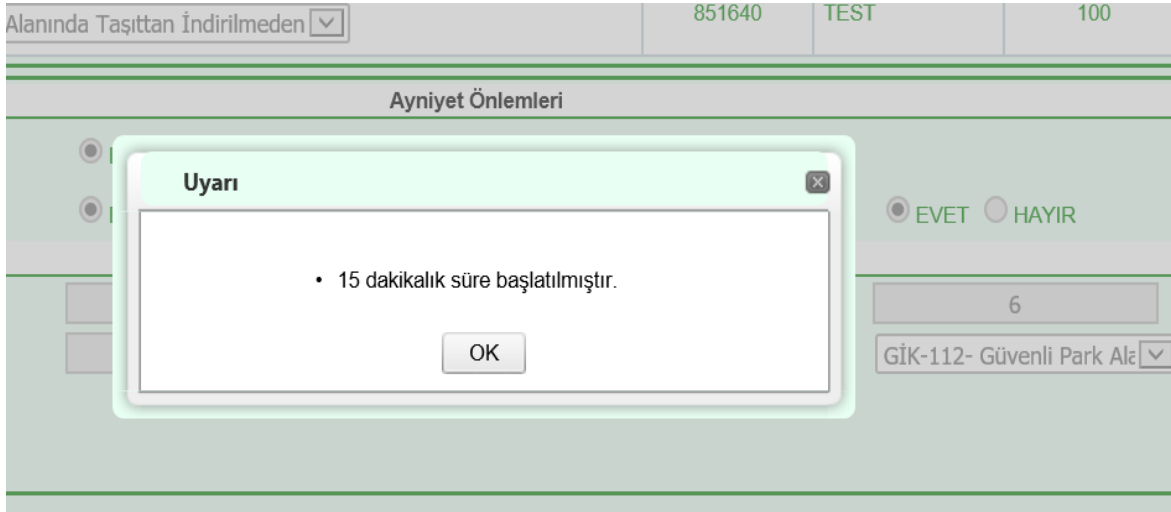 Alanında Taşıttan İndirilmeden 851640 TEST 100
Ayniyet Önlemleri
Uyarı
EVET HAYIR
• 15 dakikalık süre başlatılmıştır.
6
OK
GİK-112- Güvenli Park Ala